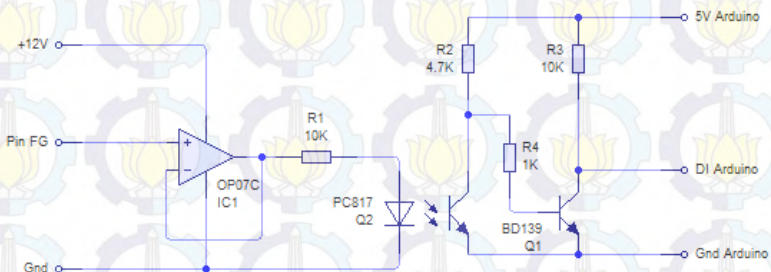 5V Arduino
+12V
R2
4.7K
R3
10K
R1
10K
Pin FG
+
-
R4
1K
DI Arduino
OP07C
IC1
PC817
Q2
BD139
Q1
Gnd
Gnd Arduino